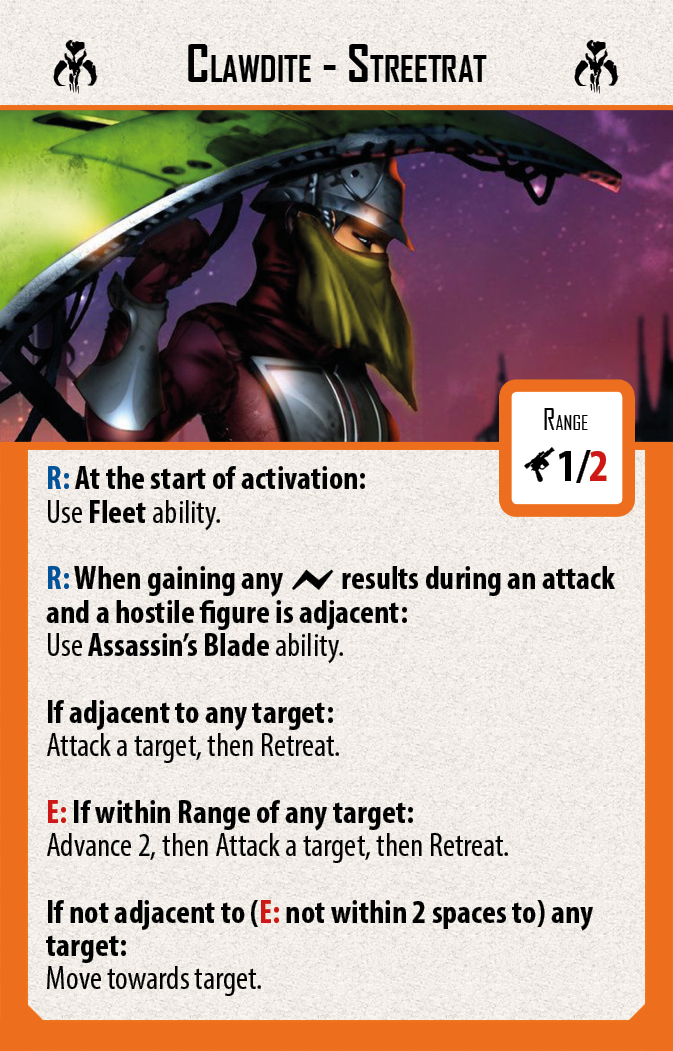 Clawdite - Streetrat
Range
1/2
R: At the start of activation:
Use Fleet ability.
R: When gaining any results during an attack
and a hostile figure is adjacent:
Use Assassin’s Blade ability.
If adjacent to any target:
Attack a target, then Retreat.
E: If within Range of any target:
Advance 2, then Attack a target, then Retreat.
If not adjacent to (E: not within 2 spaces to) any
target:
Move towards target.